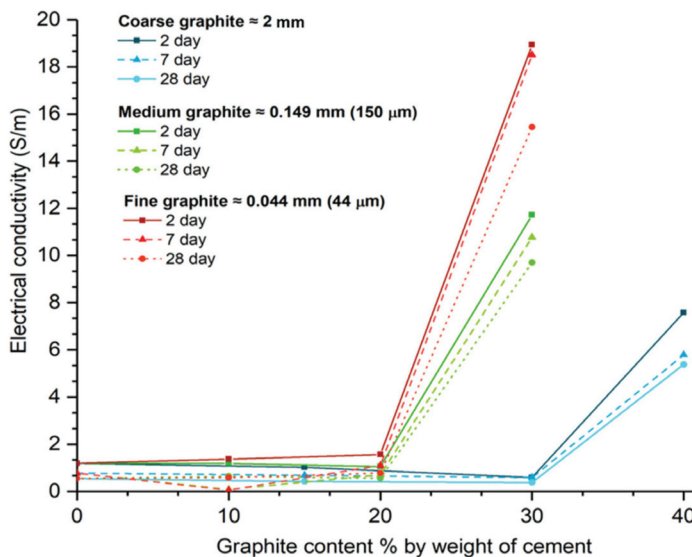 20
18
16
14
12
10
8
6
4
2
0
Electrical conductivity (S/m)
Coarse graphite ≈ 2 mm
2 day
7 day
28 day
Medium graphite ≈ 0.149 mm (150 μm)
2 day
7 day
28 day
Fine graphite ≈ 0.044 mm (44 μm)
2 day
7 day
28 day
0 10 20 30 40
Graphite content % by weight of cement